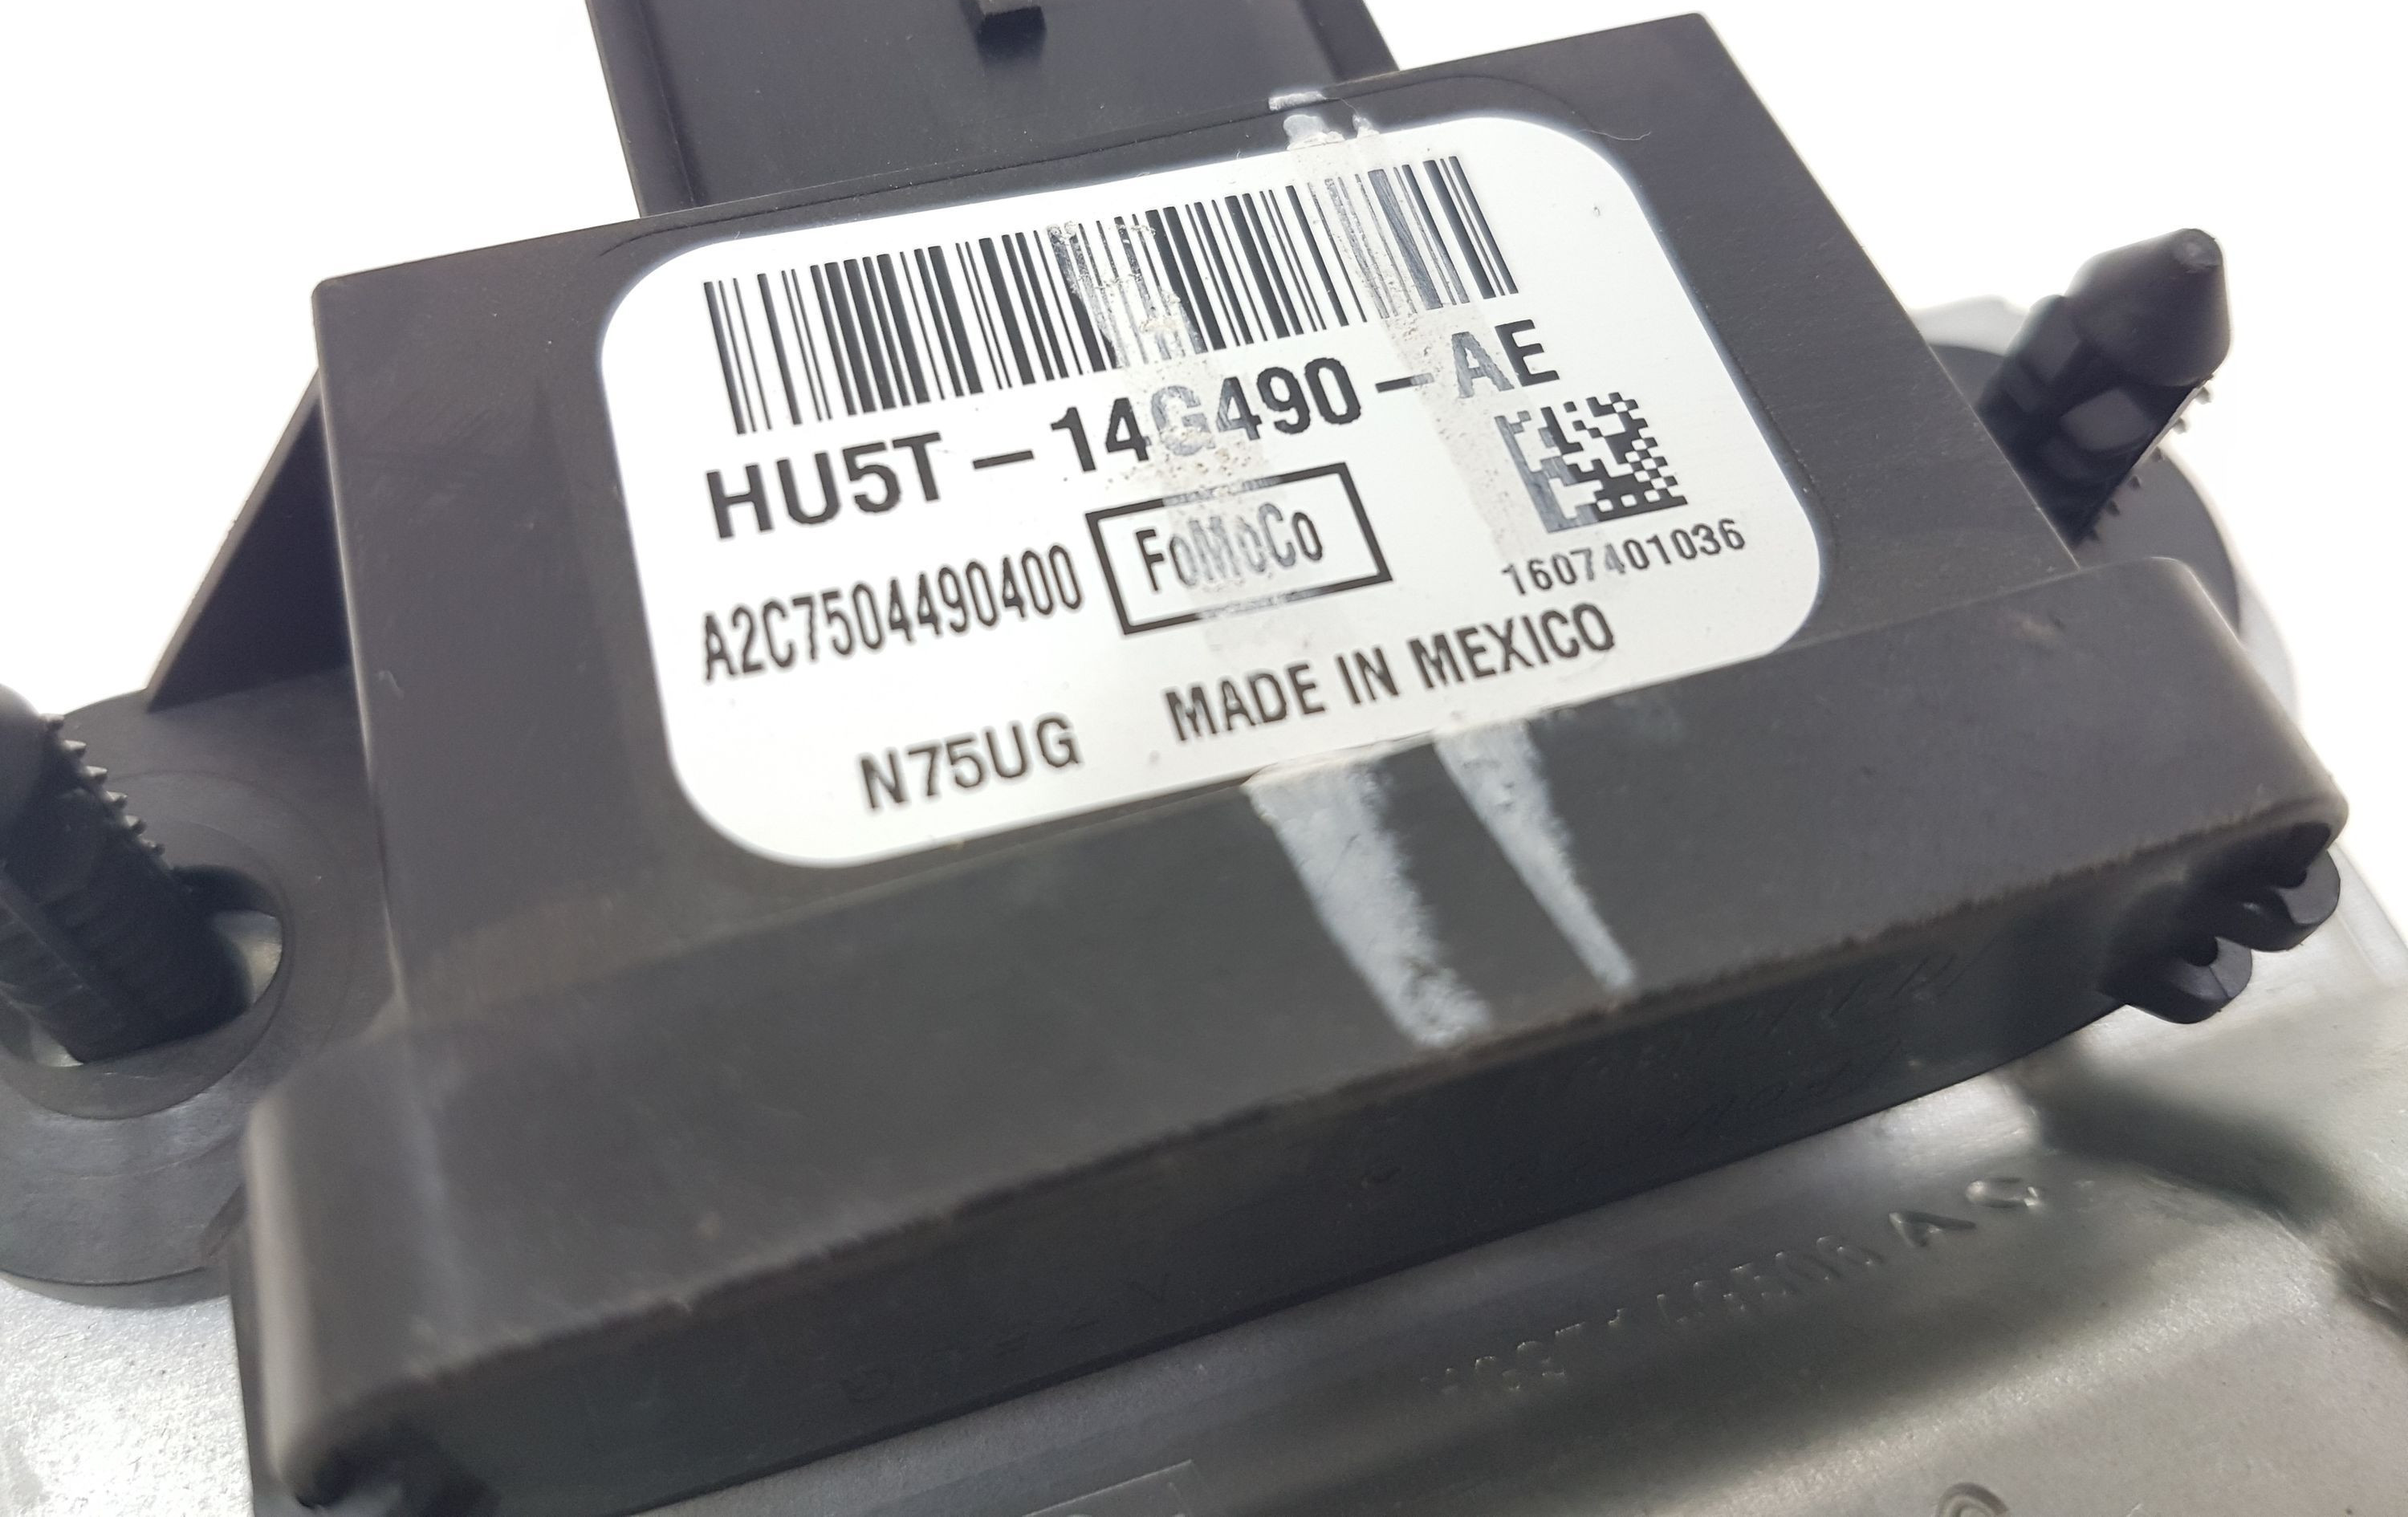 HU5T-14G490-AE
A2C7504490400 FoMoCo
1607401036
N75UG MADE IN MEXICO